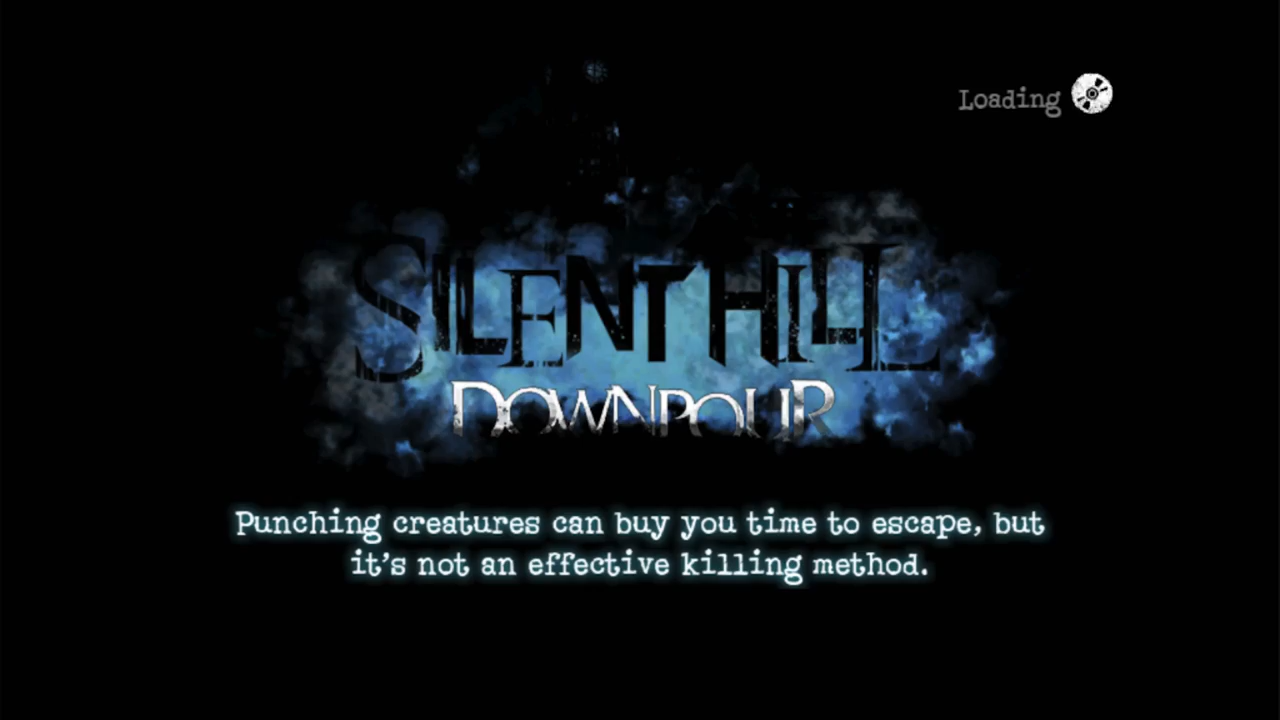 Loading
SILENT HILL
DOWNPOUR
Punching creatures can buy you time to escape, but
it's not an effective killing method.